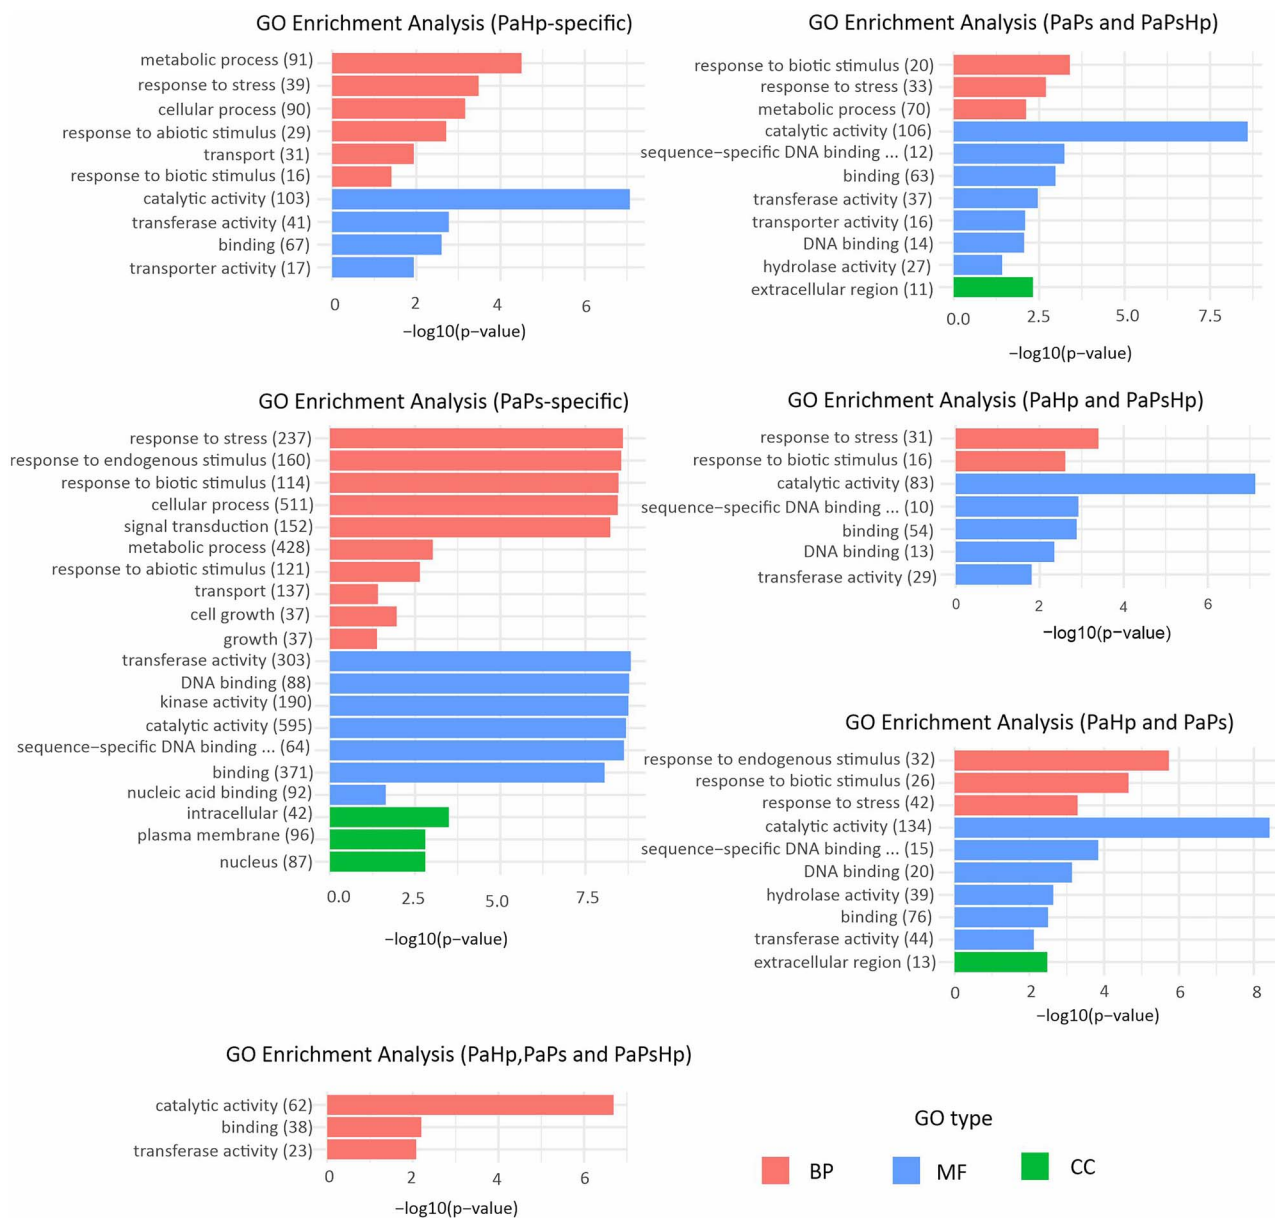 GO Enrichment Analysis (PaHp-specific)
metabolic process (91)
response to stress (39)
cellular process (90)
response to abiotic stimulus (29)
transport (31)
response to biotic stimulus (16)
catalytic activity (103)
transferase activity (41)
binding (67)
transporter activity (17)
0 2 4 6
−log10(p−value)
GO Enrichment Analysis (PaPs and PaPsHp)
response to biotic stimulus (20)
response to stress (33)
metabolic process (70)
catalytic activity (106)
sequence−specific DNA binding ... (12)
binding (63)
transferase activity (37)
transporter activity (16)
DNA binding (14)
hydrolase activity (27)
extracellular region (11)
0.0 2.5 5.0 7.5
−log10(p−value)
GO Enrichment Analysis (PaPs-specific)
response to stress (237)
response to endogenous stimulus (160)
response to biotic stimulus (114)
cellular process (511)
signal transduction (152)
metabolic process (428)
response to abiotic stimulus (121)
transport (137)
cell growth (37)
growth (37)
transferase activity (303)
DNA binding (88)
kinase activity (190)
catalytic activity (595)
sequence−specific DNA binding ... (64)
binding (371)
nucleic acid binding (92)
intracellular (42)
plasma membrane (96)
nucleus (87)
0.0 2.5 5.0 7.5
−log10(p−value)
GO Enrichment Analysis (PaHp and PaPsHp)
response to stress (31)
response to biotic stimulus (16)
catalytic activity (83)
sequence−specific DNA binding ... (10)
binding (54)
DNA binding (13)
transferase activity (29)
0 2 4 6
−log10(p−value)
GO Enrichment Analysis (PaHp and PaPs)
response to endogenous stimulus (32)
response to biotic stimulus (26)
response to stress (42)
catalytic activity (134)
sequence−specific DNA binding ... (15)
DNA binding (20)
hydrolase activity (39)
binding (76)
transferase activity (44)
extracellular region (13)
0 2 4 6 8
−log10(p−value)
GO Enrichment Analysis (PaHp,PaPs and PaPsHp)
catalytic activity (62)
binding (38)
transferase activity (23)
0 2 4 6
−log10(p−value)
GO type
BP MF CC